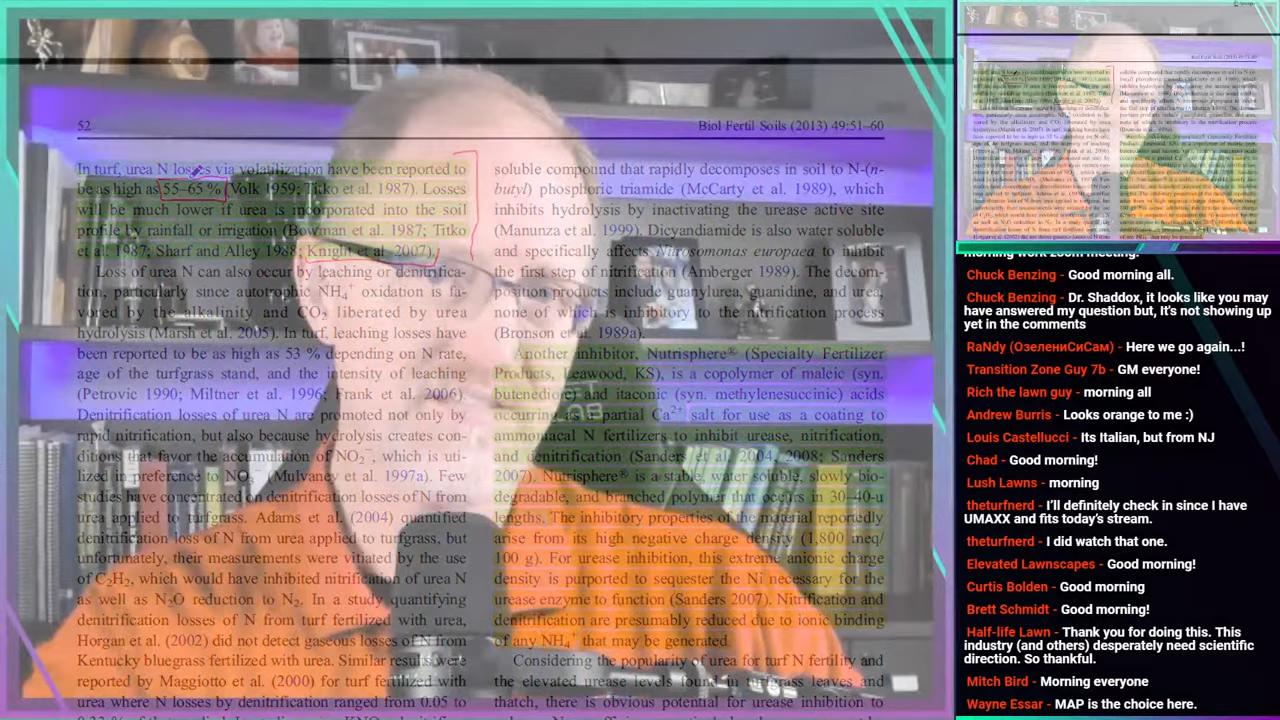 52
Biol Fertil Soils (2013) 49:51–60
In turf, urea N losses via volatilization have been reported to
be as high as 55–65 % (Volk 1959; Titko et al. 1987). Losses
will be much lower if urea is incorporated into the soil
profile by rainfall or irrigation (Bowman et al. 1987; Titko
et al. 1987; Sharf and Alley 1988; Knight et al. 2007).
Loss of urea N can also occur by leaching or denitrifica-
tion, particularly since autotrophic NH4+ oxidation is fa-
vored by the alkalinity and CO2 liberated by urea
hydrolysis (Marsh et al. 2005). In turf, leaching losses have
been reported to be as high as 53 % depending on N rate,
age of the turfgrass stand, and the intensity of leaching
(Petrovic 1990; Miltner et al. 1996; Frank et al. 2006).
Denitrification losses of urea N are promoted not only by
rapid nitrification, but also because hydrolysis creates con-
ditions that favor the accumulation of NO2−, which is uti-
lized in preference to NO3− (Mulvaney et al. 1997a). Few
studies have concentrated on denitrification losses of N from
urea applied to turfgrass. Adams et al. (2004) quantified
denitrification loss of N from urea applied to turfgrass, but
unfortunately, their measurements were vitiated by the use
of C2H2, which would have inhibited nitrification of urea N
as well as N2O reduction to N2. In a study quantifying
denitrification losses of N from turf fertilized with urea,
Horgan et al. (2002) did not detect gaseous losses of N from
Kentucky bluegrass fertilized with urea. Similar results were
reported by Maggiotto et al. (2000) for turf fertilized with
urea where N losses by denitrification ranged from 0.05 to
soluble compound that rapidly decomposes in soil to N-(n-
butyl) phosphoric triamide (McCarty et al. 1989), which
inhibits hydrolysis by inactivating the urease active site
(Manunza et al. 1999). Dicyandiamide is also water soluble
and specifically affects Nitrosomonas europaea to inhibit
the first step of nitrification (Amberger 1989). The decom-
position products include guanylurea, guanidine, and urea,
none of which is inhibitory to the nitrification process
(Bronson et al. 1989a).
Another inhibitor, Nutrisphere® (Specialty Fertilizer
Products, Leawood, KS), is a copolymer of maleic (syn.
butenedioic) and itaconic (syn. methylenesuccinic) acids
occurring as a partial Ca2+ salt for use as a coating to
ammoniacal N fertilizers to inhibit urease, nitrification,
and denitrification (Sanders et al. 2004, 2008; Sanders
2007). Nutrisphere® is a stable, water soluble, slowly bio-
degradable, and branched polymer that occurs in 30–40-u
lengths. The inhibitory properties of the material reportedly
arise from its high negative charge density (1,800 meq/
100 g). For urease inhibition, this extreme anionic charge
density is purported to sequester the Ni necessary for the
urease enzyme to function (Sanders 2007). Nitrification and
denitrification are presumably reduced due to ionic binding
of any NH4+ that may be generated.
Considering the popularity of urea for turf N fertility and
the elevated urease levels found in turfgrass leaves and
thatch, there is obvious potential for urease inhibition to
morning work zoom meeting.
Chuck Benzing - Good morning all.
Chuck Benzing - Dr. Shaddox, it looks like you may
have answered my question but, It's not showing up
yet in the comments
RaNdy (ОзелениСиСам) - Here we go again...!
Transition Zone Guy 7b - GM everyone!
Rich the lawn guy - morning all
Andrew Burris - Looks orange to me :)
Louis Castellucci - Its Italian, but from NJ
Chad - Good morning!
Lush Lawns - morning
theturfnerd - I'll definitely check in since I have
UMAXX and fits today's stream.
theturfnerd - I did watch that one.
Elevated Lawnscapes - Good morning!
Curtis Bolden - Good morning
Brett Schmidt - Good morning!
Half-life Lawn - Thank you for doing this. This
industry (and others) desperately need scientific
direction. So thankful.
Mitch Bird - Morning everyone
Wayne Essar - MAP is the choice here.